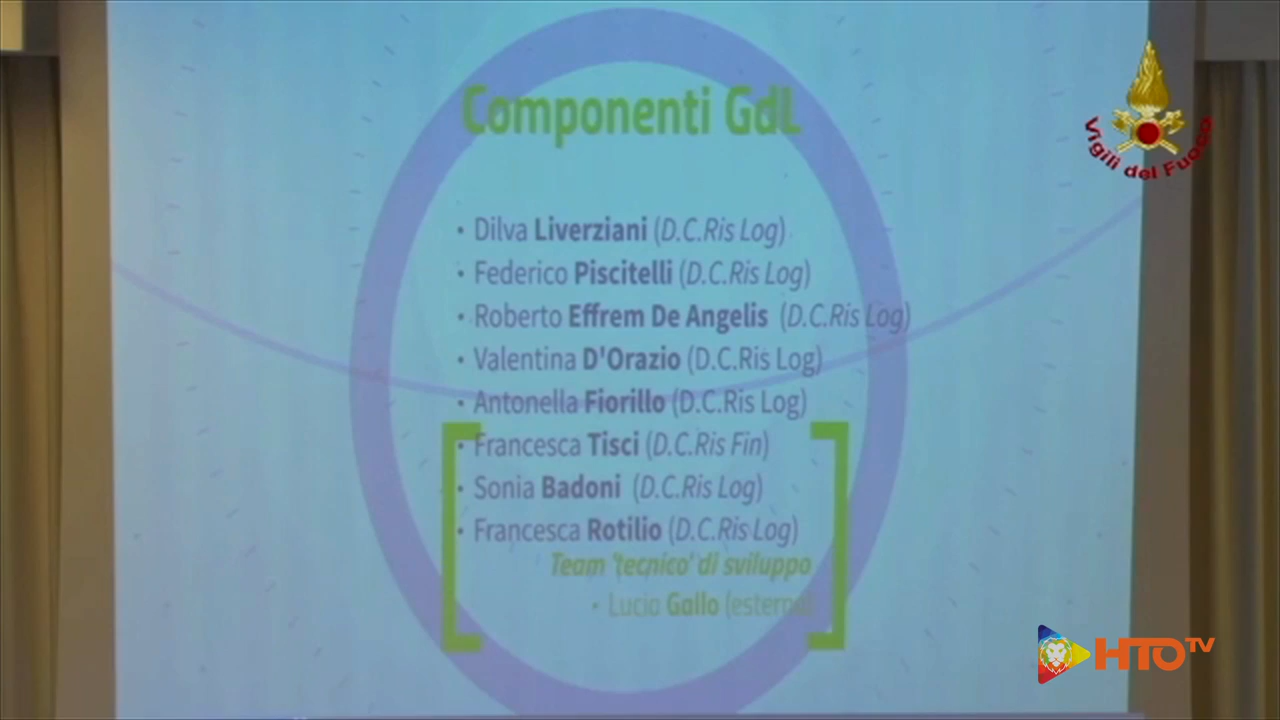 Componenti GdL
Vigili del Fuoco
• Dilva Liverziani (D.C.Ris Log)
• Federico Piscitelli (D.C.Ris Log)
• Roberto Effrem De Angelis (D.C.Ris Log)
• Valentina D'Orazio (D.C.Ris Log)
• Antonella Fiorillo (D.C.Ris Log)
• Francesca Tisci (D.C.Ris Fin)
• Sonia Badoni (D.C.Ris Log)
• Francesca Rotilio (D.C.Ris Log)
Team 'tecnico' di sviluppo
• Lucio Gallo
HTO TV